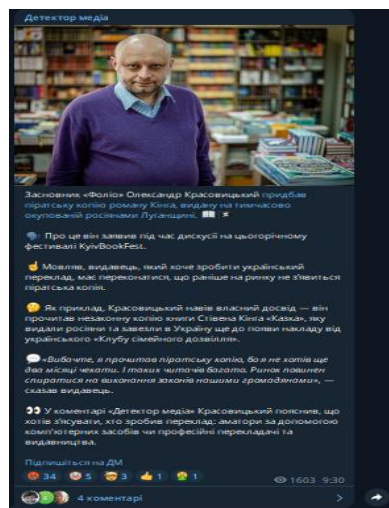 Детектор медіа
Засновник «Фоліо» Олександр Красовицький придбав
піратську копію роману Кінга, видану на тимчасово
окупованій росіянами Луганщині.
Про це він заявив під час дискусії на цьогорічному
фестивалі KyivBookFest.
Мовляв, видавець, який хоче зробити український
переклад, має переконатися, що раніше на ринку не з'явиться
піратська копія.
Як приклад, Красовицький навів власний досвід — він
прочитав незаконну копію книги Стівена Кінга «Казка», яку
видали росіяни та завезли в Україну ще до появи накладу від
українського «Клубу сімейного дозвілля».
«Вибачте, я прочитав піратську копію, бо я не хотів ще
два місяці чекати. І таких читачів багато. Ринок повинен
спиратися на виконання законів нашими громадянами», —
сказав видавець.
У коментарі «Детектор медіа» Красовицький пояснив, що
хотів з'ясувати, хто зробив переклад: аматори за допомогою
комп'ютерних засобів чи професійні перекладачі та
видавництва.
Підпишіться на ДМ
34 5 3 1 1
1603 9:30
4 коментарі